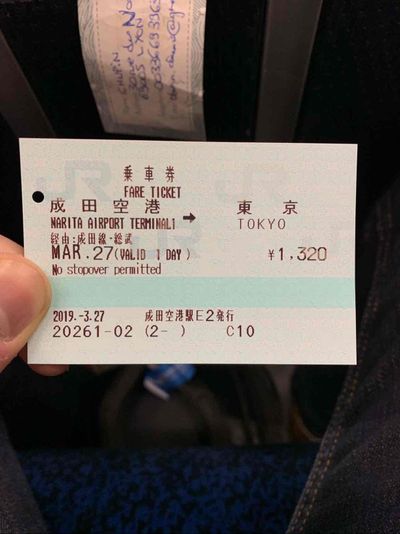 乗車券
FARE TICKET
成田空港 → 東京
NARITA AIRPORT TERMINAL1 TOKYO
経由:成田線・総武
MAR.27(VALID 1 DAY) ¥1,320
No stopover permitted
2019.-3.27 成田空港駅E2発行
20261-02 (2- ) C10